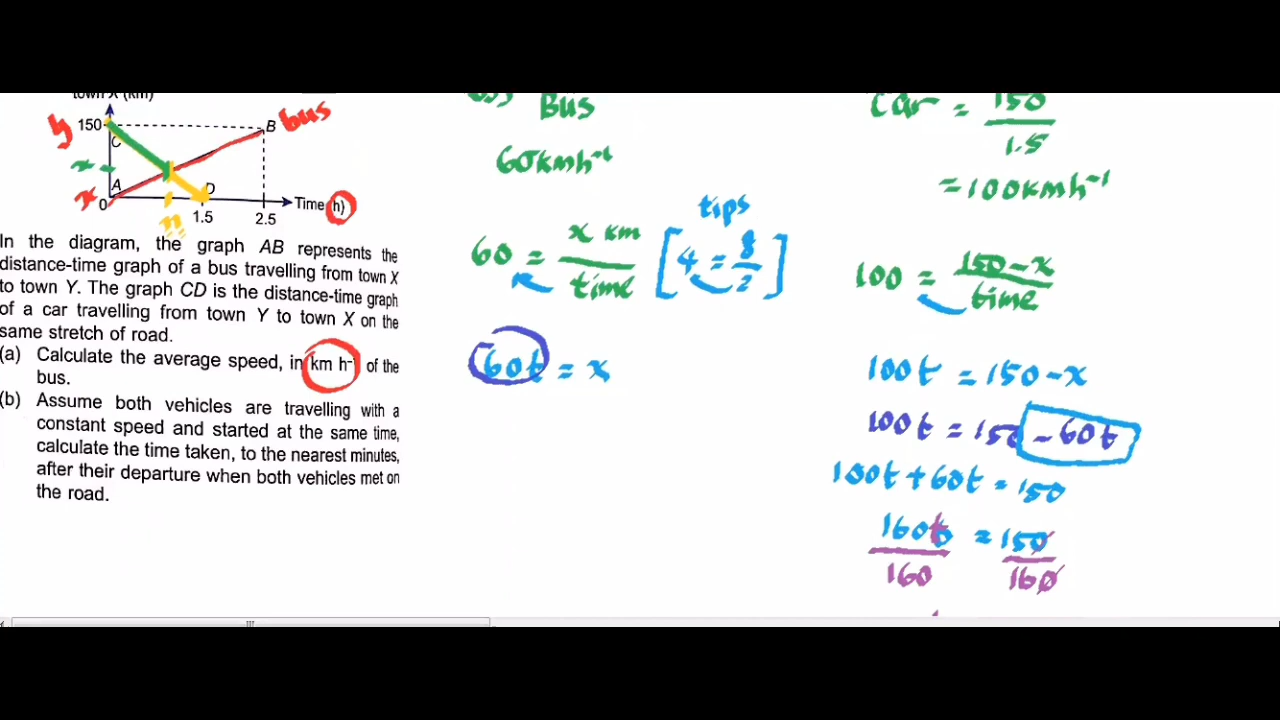 town X (km)
150
y
C
B
bus
x
A
x
0
D
Time (h)
n
1.5
2.5
In the diagram, the graph AB represents the
distance-time graph of a bus travelling from town X
to town Y. The graph CD is the distance-time graph
of a car travelling from town Y to town X on the
same stretch of road.
(a) Calculate the average speed, in km h⁻¹ of the
bus.
(b) Assume both vehicles are travelling with a
constant speed and started at the same time,
calculate the time taken, to the nearest minutes,
after their departure when both vehicles met on
the road.
Bus
60kmh⁻¹
tips
60 = x km / time [4 = 8/2]
60t = x
Car = 150 / 1.5
= 100kmh⁻¹
100 = 150 - x / time
100t = 150 - x
100t = 150 - 60t
100t + 60t = 150
160t = 150
160 160